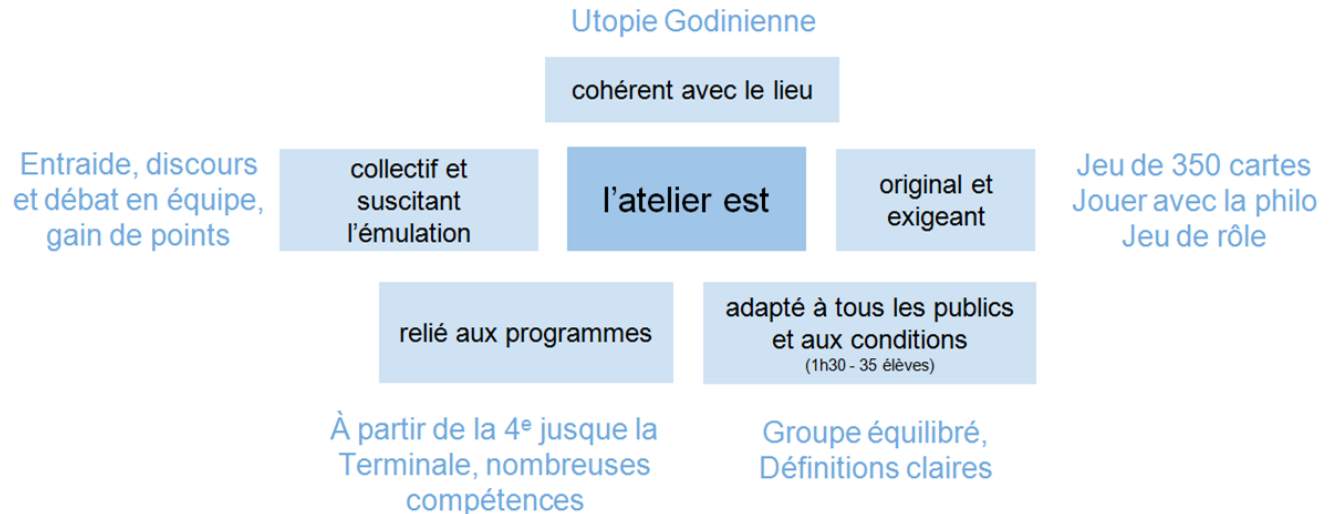 Utopie Godinienne
cohérent avec le lieu
Entraide, discours
et débat en équipe,
gain de points
collectif et
suscitant
l’émulation
l’atelier est
original et
exigeant
Jeu de 350 cartes
Jouer avec la philo
Jeu de rôle
relié aux programmes
adapté à tous les publics
et aux conditions
(1h30 - 35 élèves)
À partir de la 4ᵉ jusque la
Terminale, nombreuses
compétences
Groupe équilibré,
Définitions claires